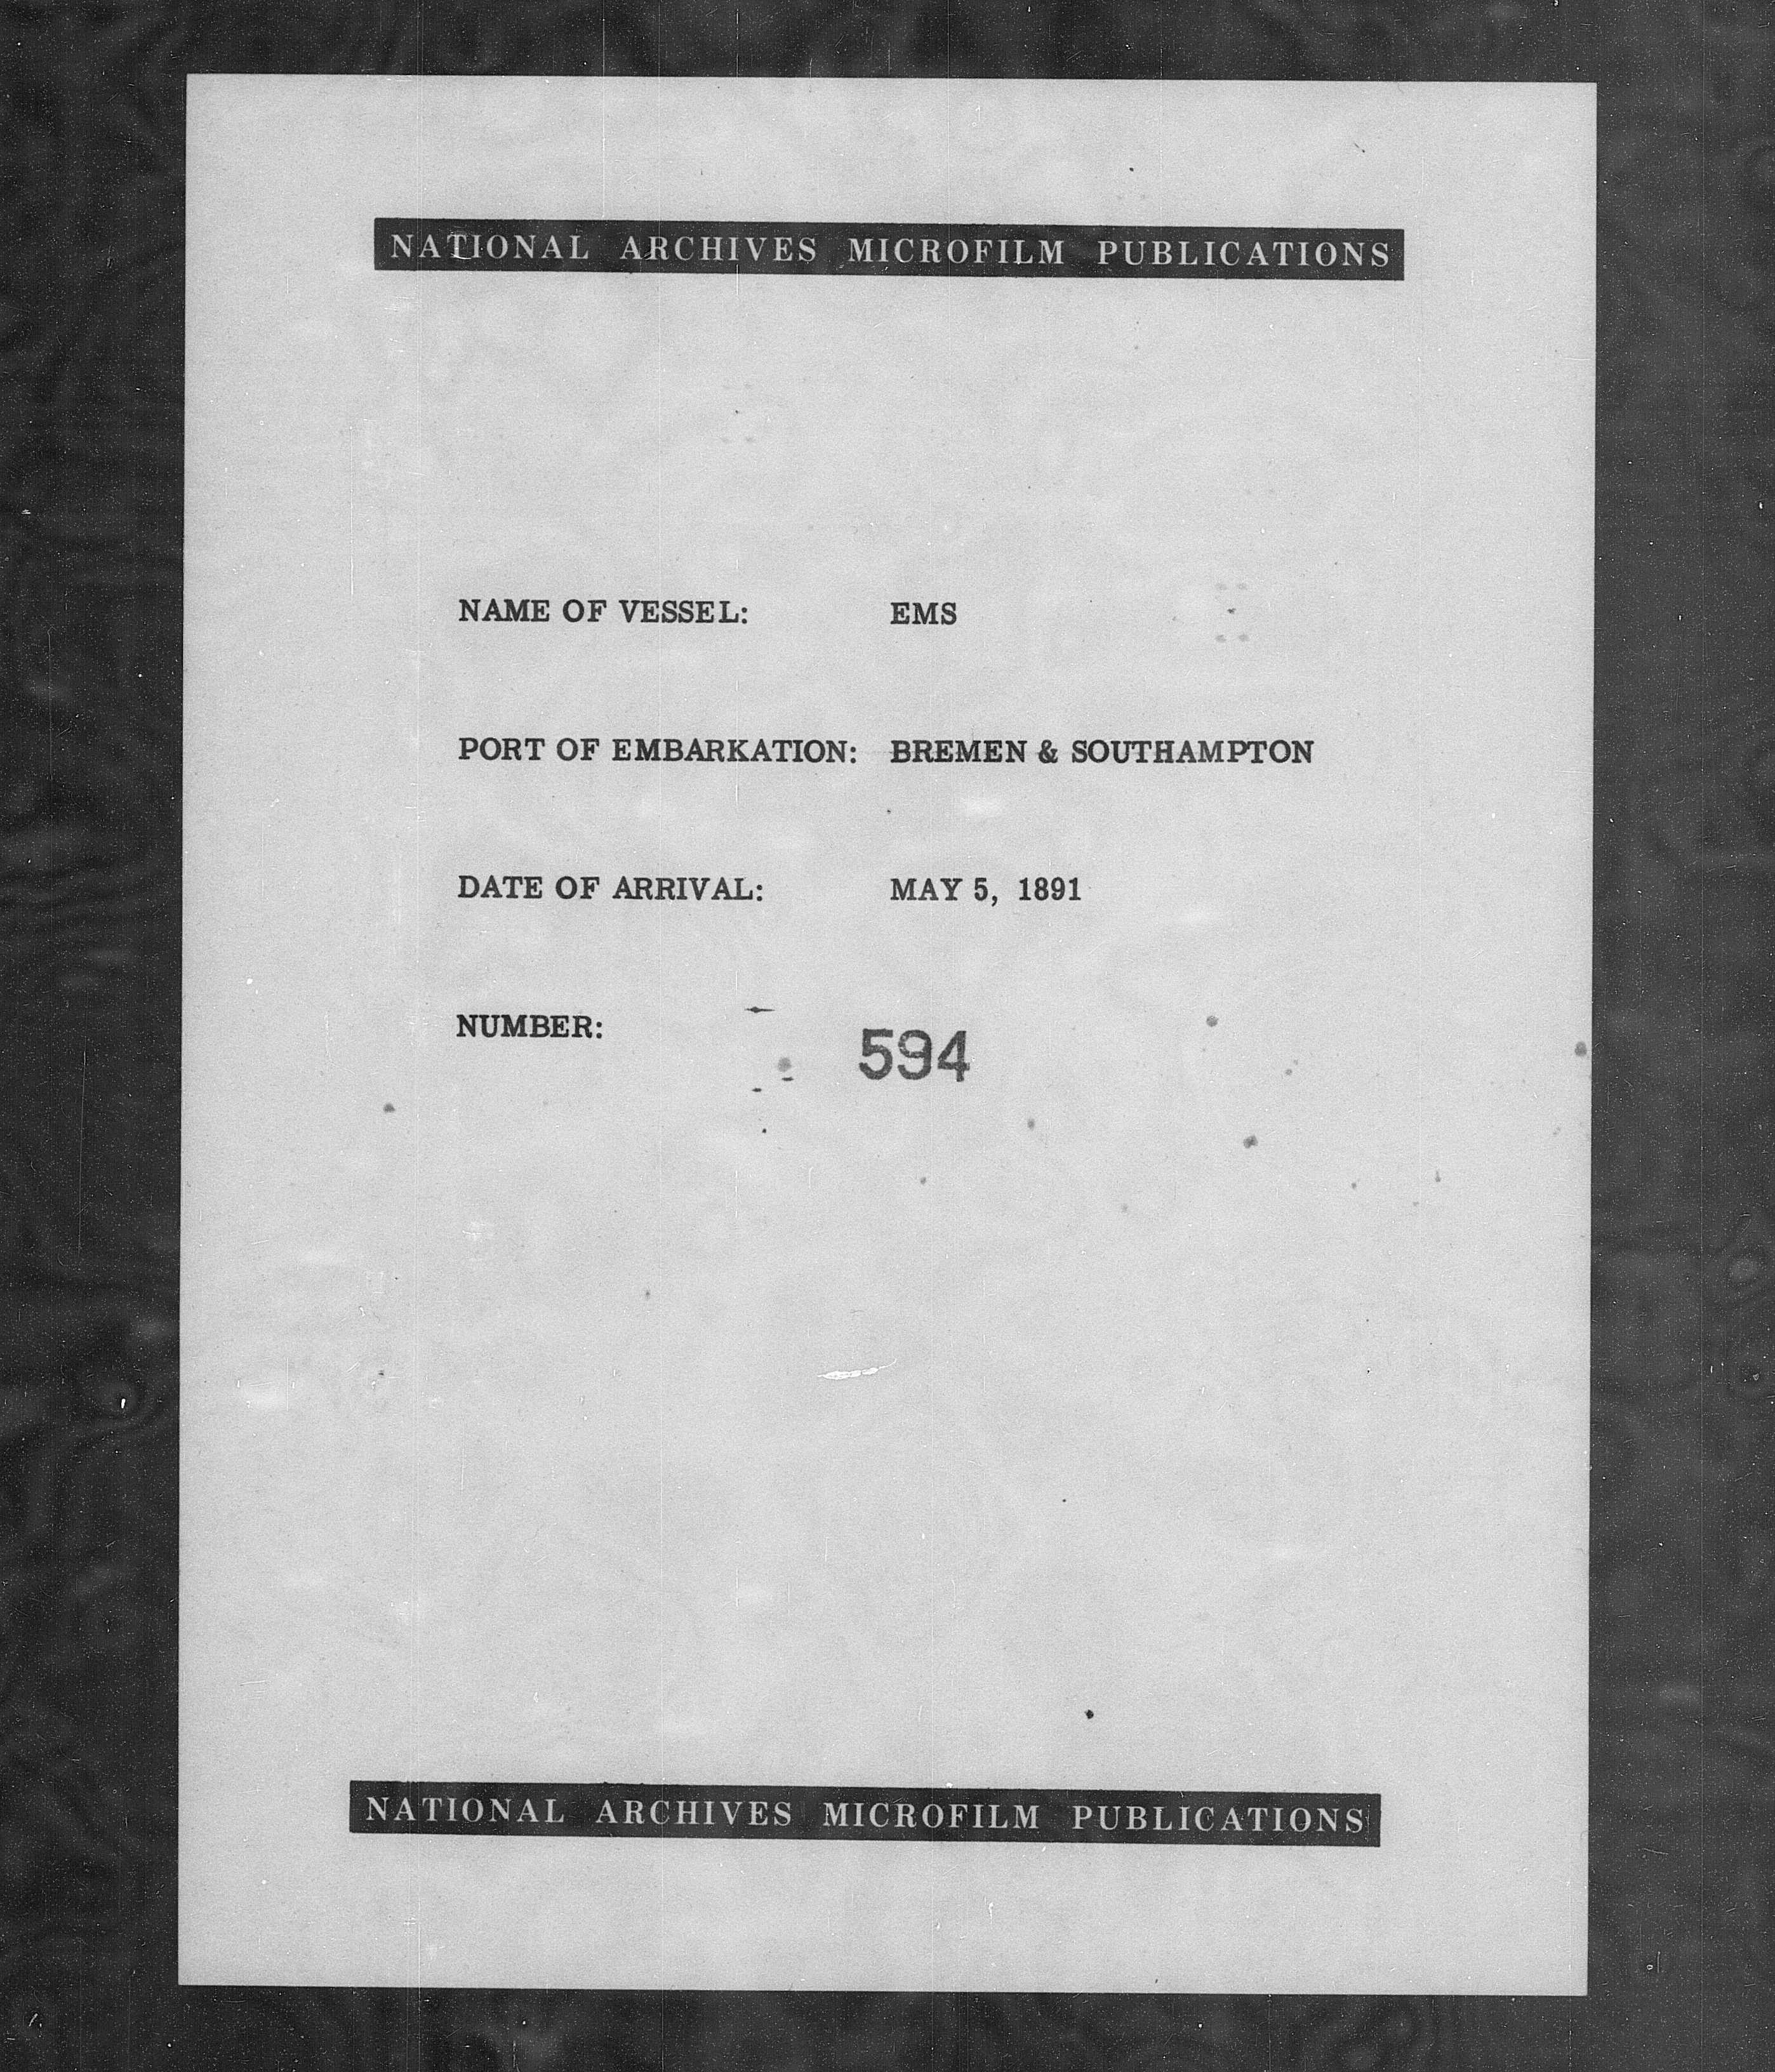 NATIONAL ARCHIVES MICROFILM PUBLICATIONS
NAME OF VESSEL: EMS
PORT OF EMBARKATION: BREMEN & SOUTHAMPTON
DATE OF ARRIVAL: MAY 5, 1891
NUMBER: 594
NATIONAL ARCHIVES MICROFILM PUBLICATIONS